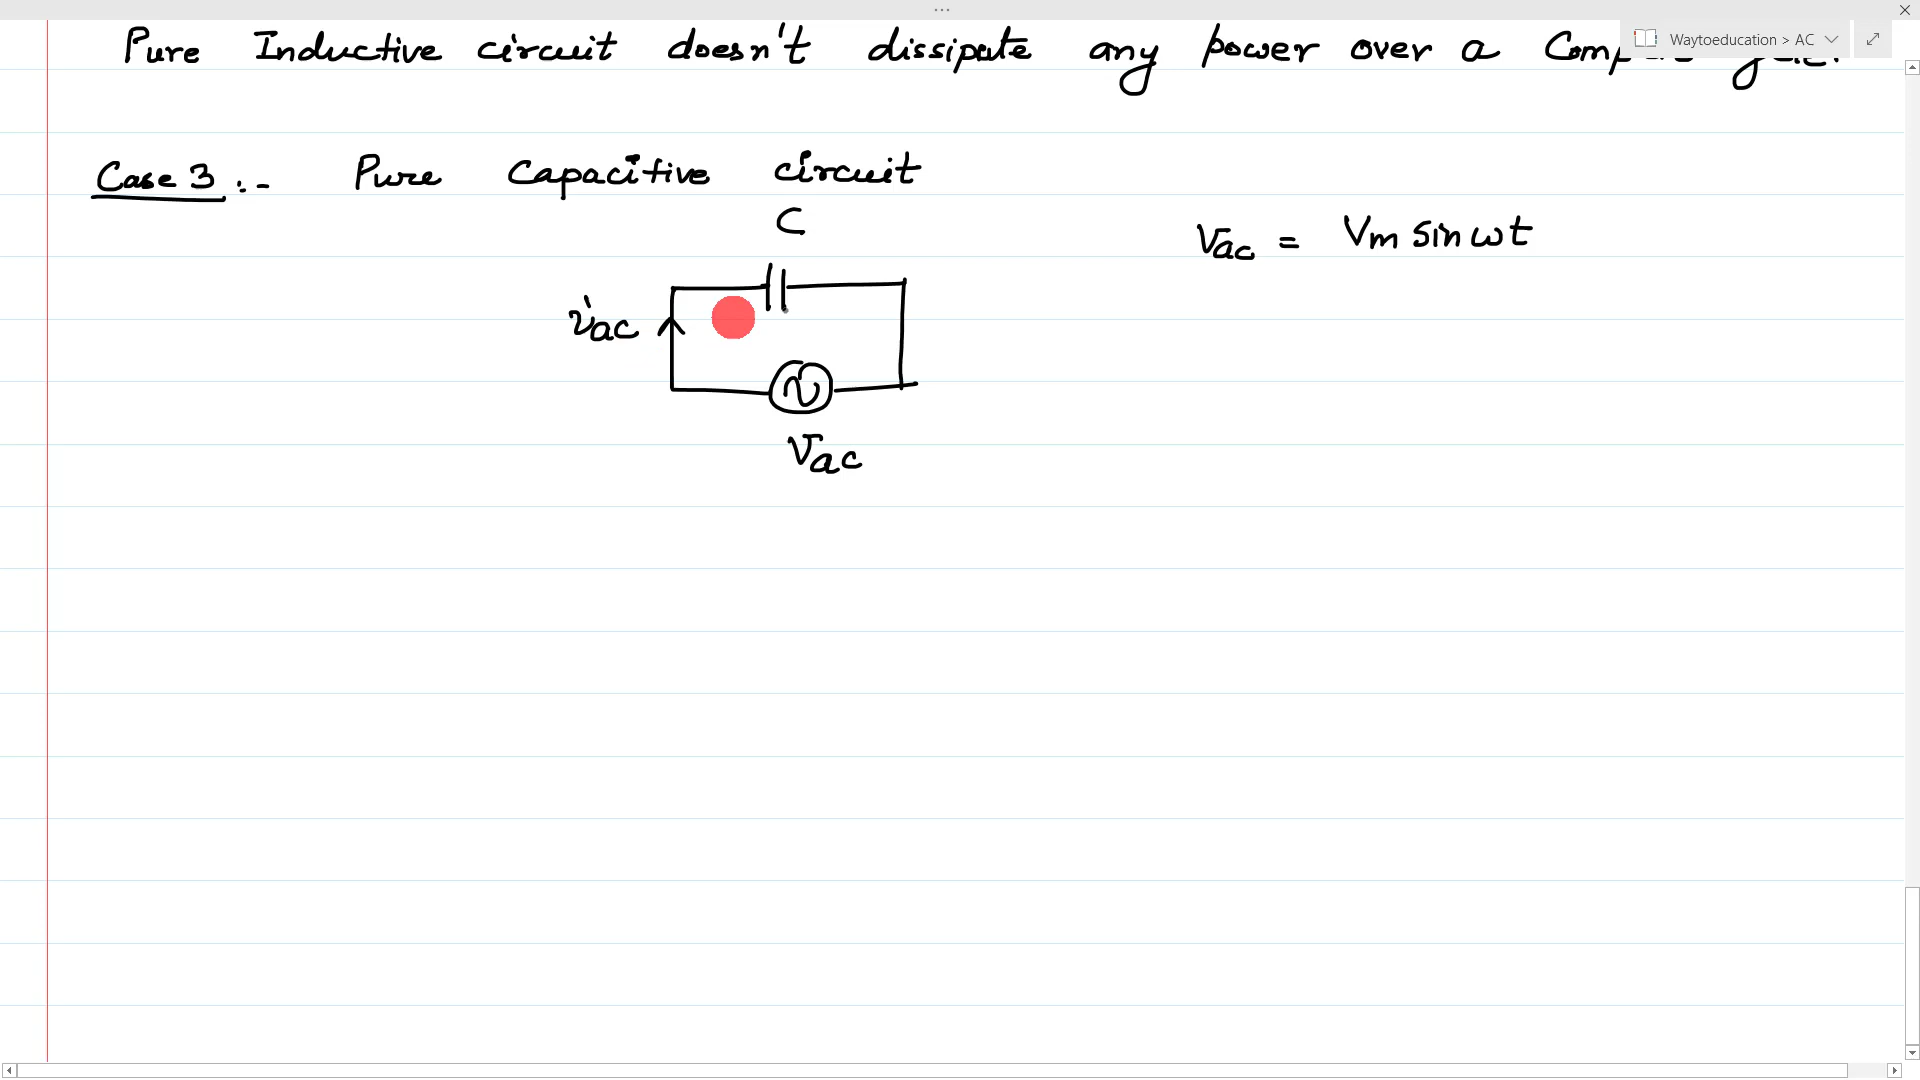 Pure Inductive circuit doesn't dissipate any power over a
Waytoeducation > AC
Case 3 :- Pure Capacitive circuit
C
Vac = Vm sin ωt
iac
Vac